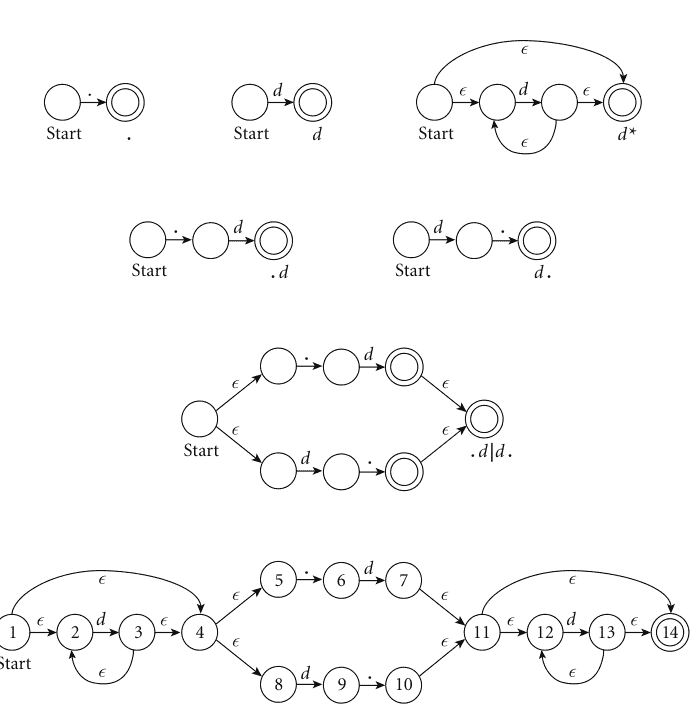 . d ϵ ϵ d ϵ ϵ
Start . Start d Start d*
. d d .
Start .d Start d.
ϵ . d ϵ
Start .d|d.
ϵ d . ϵ
ϵ 5 . 6 d 7 ϵ
1 ϵ 2 d 3 ϵ 4 ϵ ϵ 11 ϵ 12 d 13 ϵ 14
Start ϵ ϵ ϵ ϵ
8 d 9 . 10